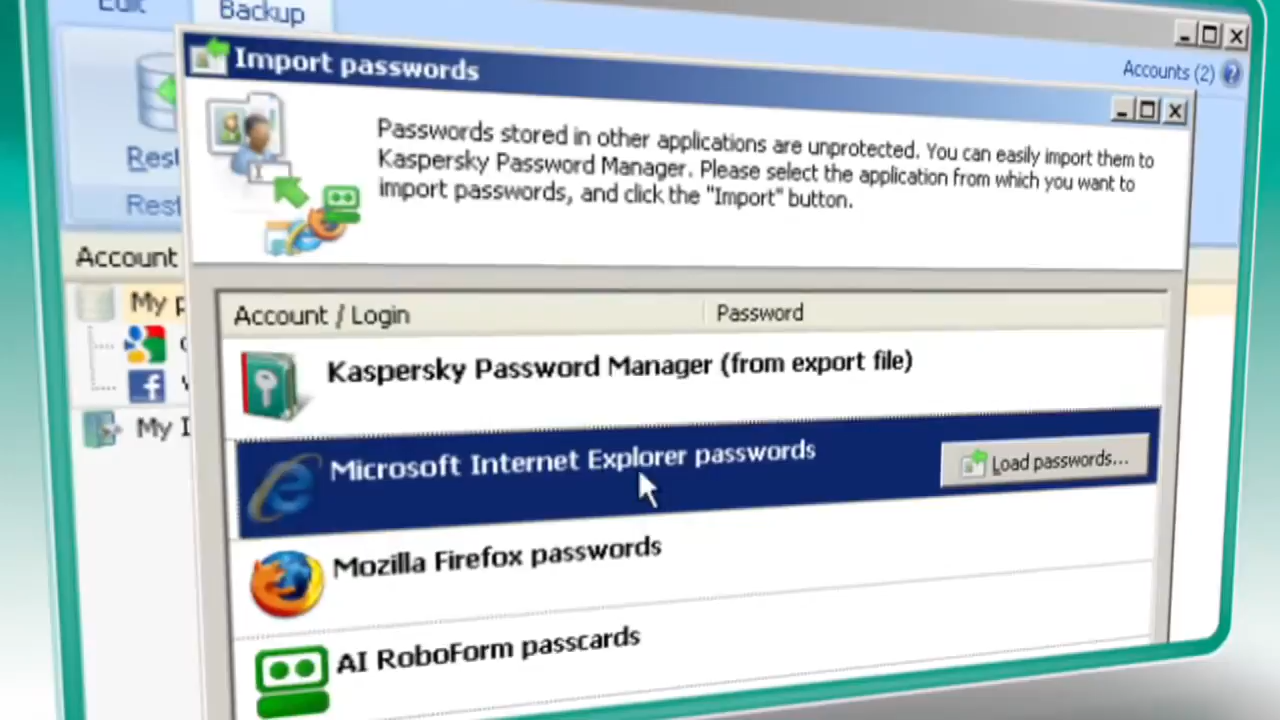 Edit
Backup
Accounts (2)
Import passwords
Passwords stored in other applications are unprotected. You can easily import them to
Kaspersky Password Manager. Please select the application from which you want to
import passwords, and click the "Import" button.
Account
My
My
Account / Login
Password
Kaspersky Password Manager (from export file)
Microsoft Internet Explorer passwords
Load passwords...
Mozilla Firefox passwords
AI RoboForm passcards